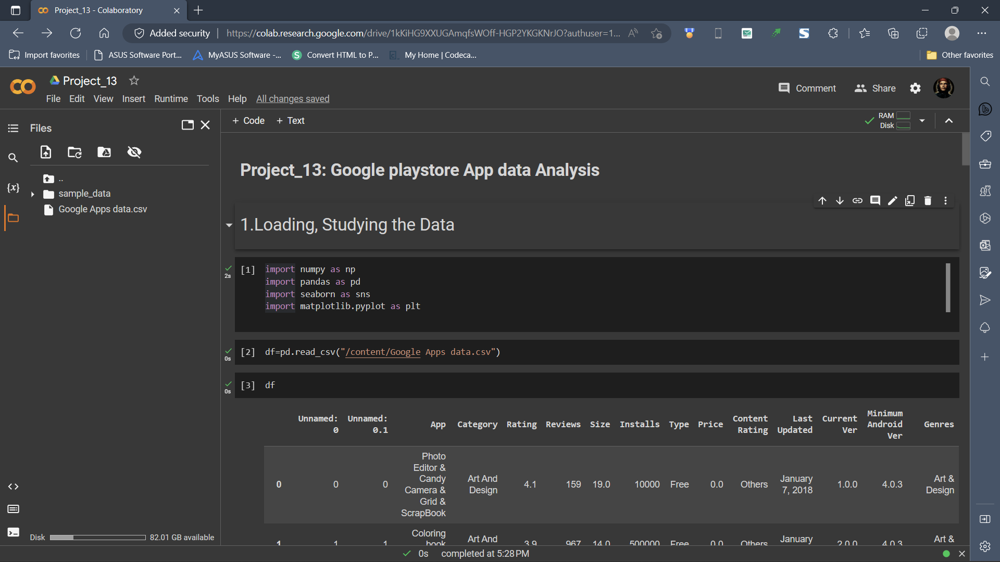 Project_13 - Colaboratory
Added security
https://colab.research.google.com/drive/1kKiHG9XXUGAmqfsWOff-HGP2YKGKNrJO?authuser=1...
Import favorites
ASUS Software Port...
MyASUS Software -...
Convert HTML to P...
My Home | Codeca...
Other favorites
Project_13
Comment
Share
File Edit View Insert Runtime Tools Help All changes saved
Files
+ Code + Text
RAM
Disk
..
sample_data
Google Apps data.csv
{x}
Project_13: Google playstore App data Analysis
1.Loading, Studying the Data
2s
[1] import numpy as np
import pandas as pd
import seaborn as sns
import matplotlib.pyplot as plt
0s
[2] df=pd.read_csv("/content/Google Apps data.csv")
0s
[3] df
Unnamed: 0 Unnamed: 0.1 App Category Rating Reviews Size Installs Type Price Content Rating Last Updated Current Ver Minimum Android Ver Genres
0 0 0 Photo Editor & Candy Camera & Grid & ScrapBook Art And Design 4.1 159 19.0 10000 Free 0.0 Others January 7, 2018 1.0.0 4.0.3 Art & Design
1 1 1 Coloring book Art And 3.9 967 14.0 500000 Free 0.0 Others January 2.0.0 4.0.3 Art &
Disk 82.01 GB available
0s completed at 5:28 PM